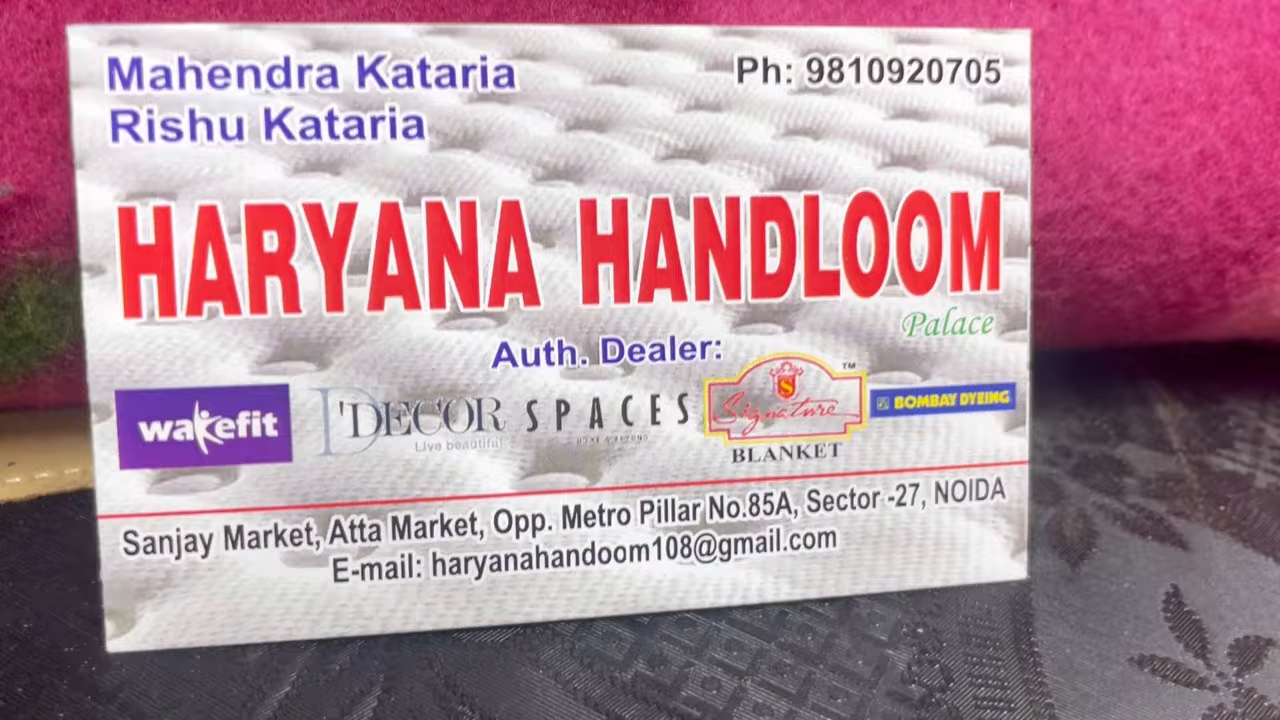 Mahendra Kataria
Rishu Kataria
Ph: 9810920705
HARYANA HANDLOOM
Palace
Auth. Dealer:
wakefit
D'DECOR
Live beautiful
SPACES
Signature
TM
S
BLANKET
BOMBAY DYEING
Sanjay Market, Atta Market, Opp. Metro Pillar No.85A, Sector -27, NOIDA
E-mail: haryanahandoom108@gmail.com